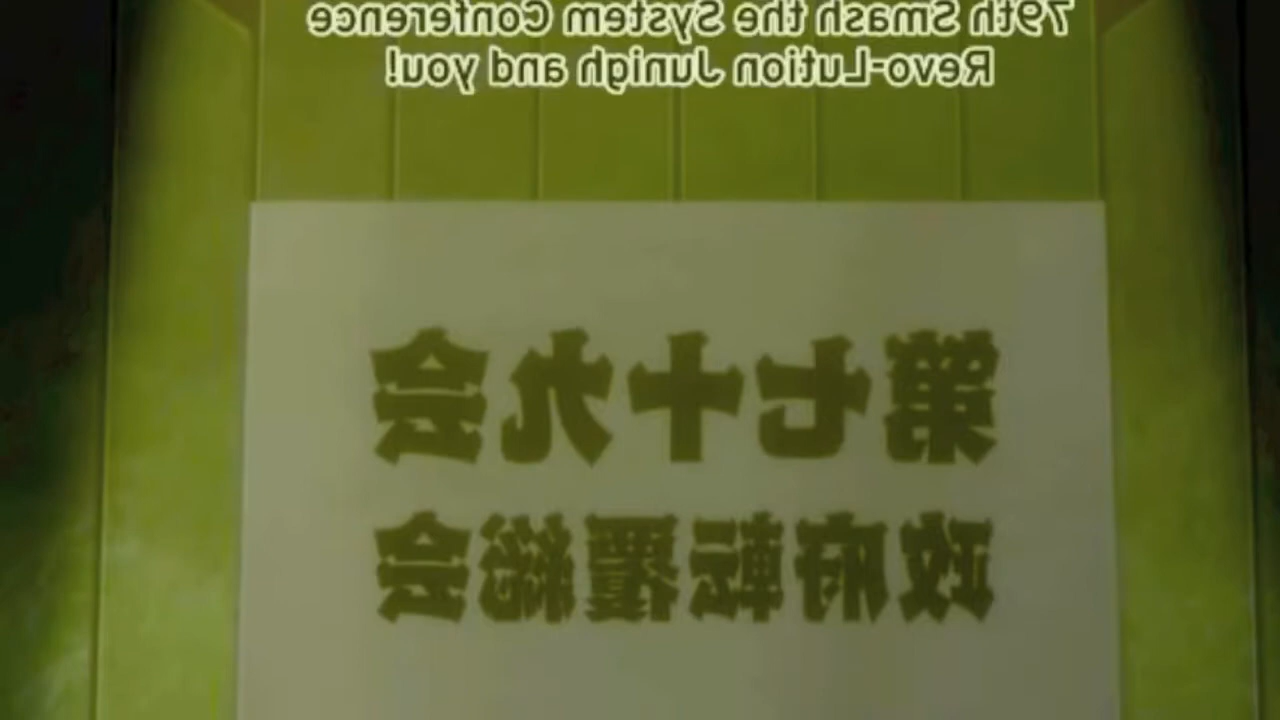 79th Smash the System Conference
Revo-Lution Junigh and you!
第七十九会
政府転覆総会